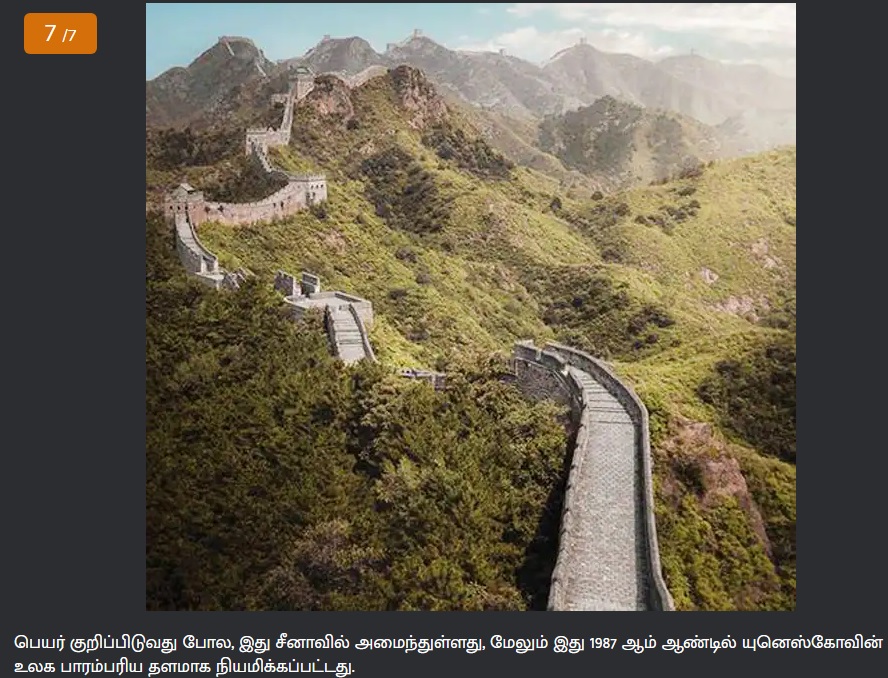 7 /7
பெயர் குறிப்பிடுவது போல, இது சீனாவில் அமைந்துள்ளது, மேலும் இது 1987 ஆம் ஆண்டில் யுனெஸ்கோவின்
உலக பாரம்பரிய தளமாக நியமிக்கப்பட்டது.